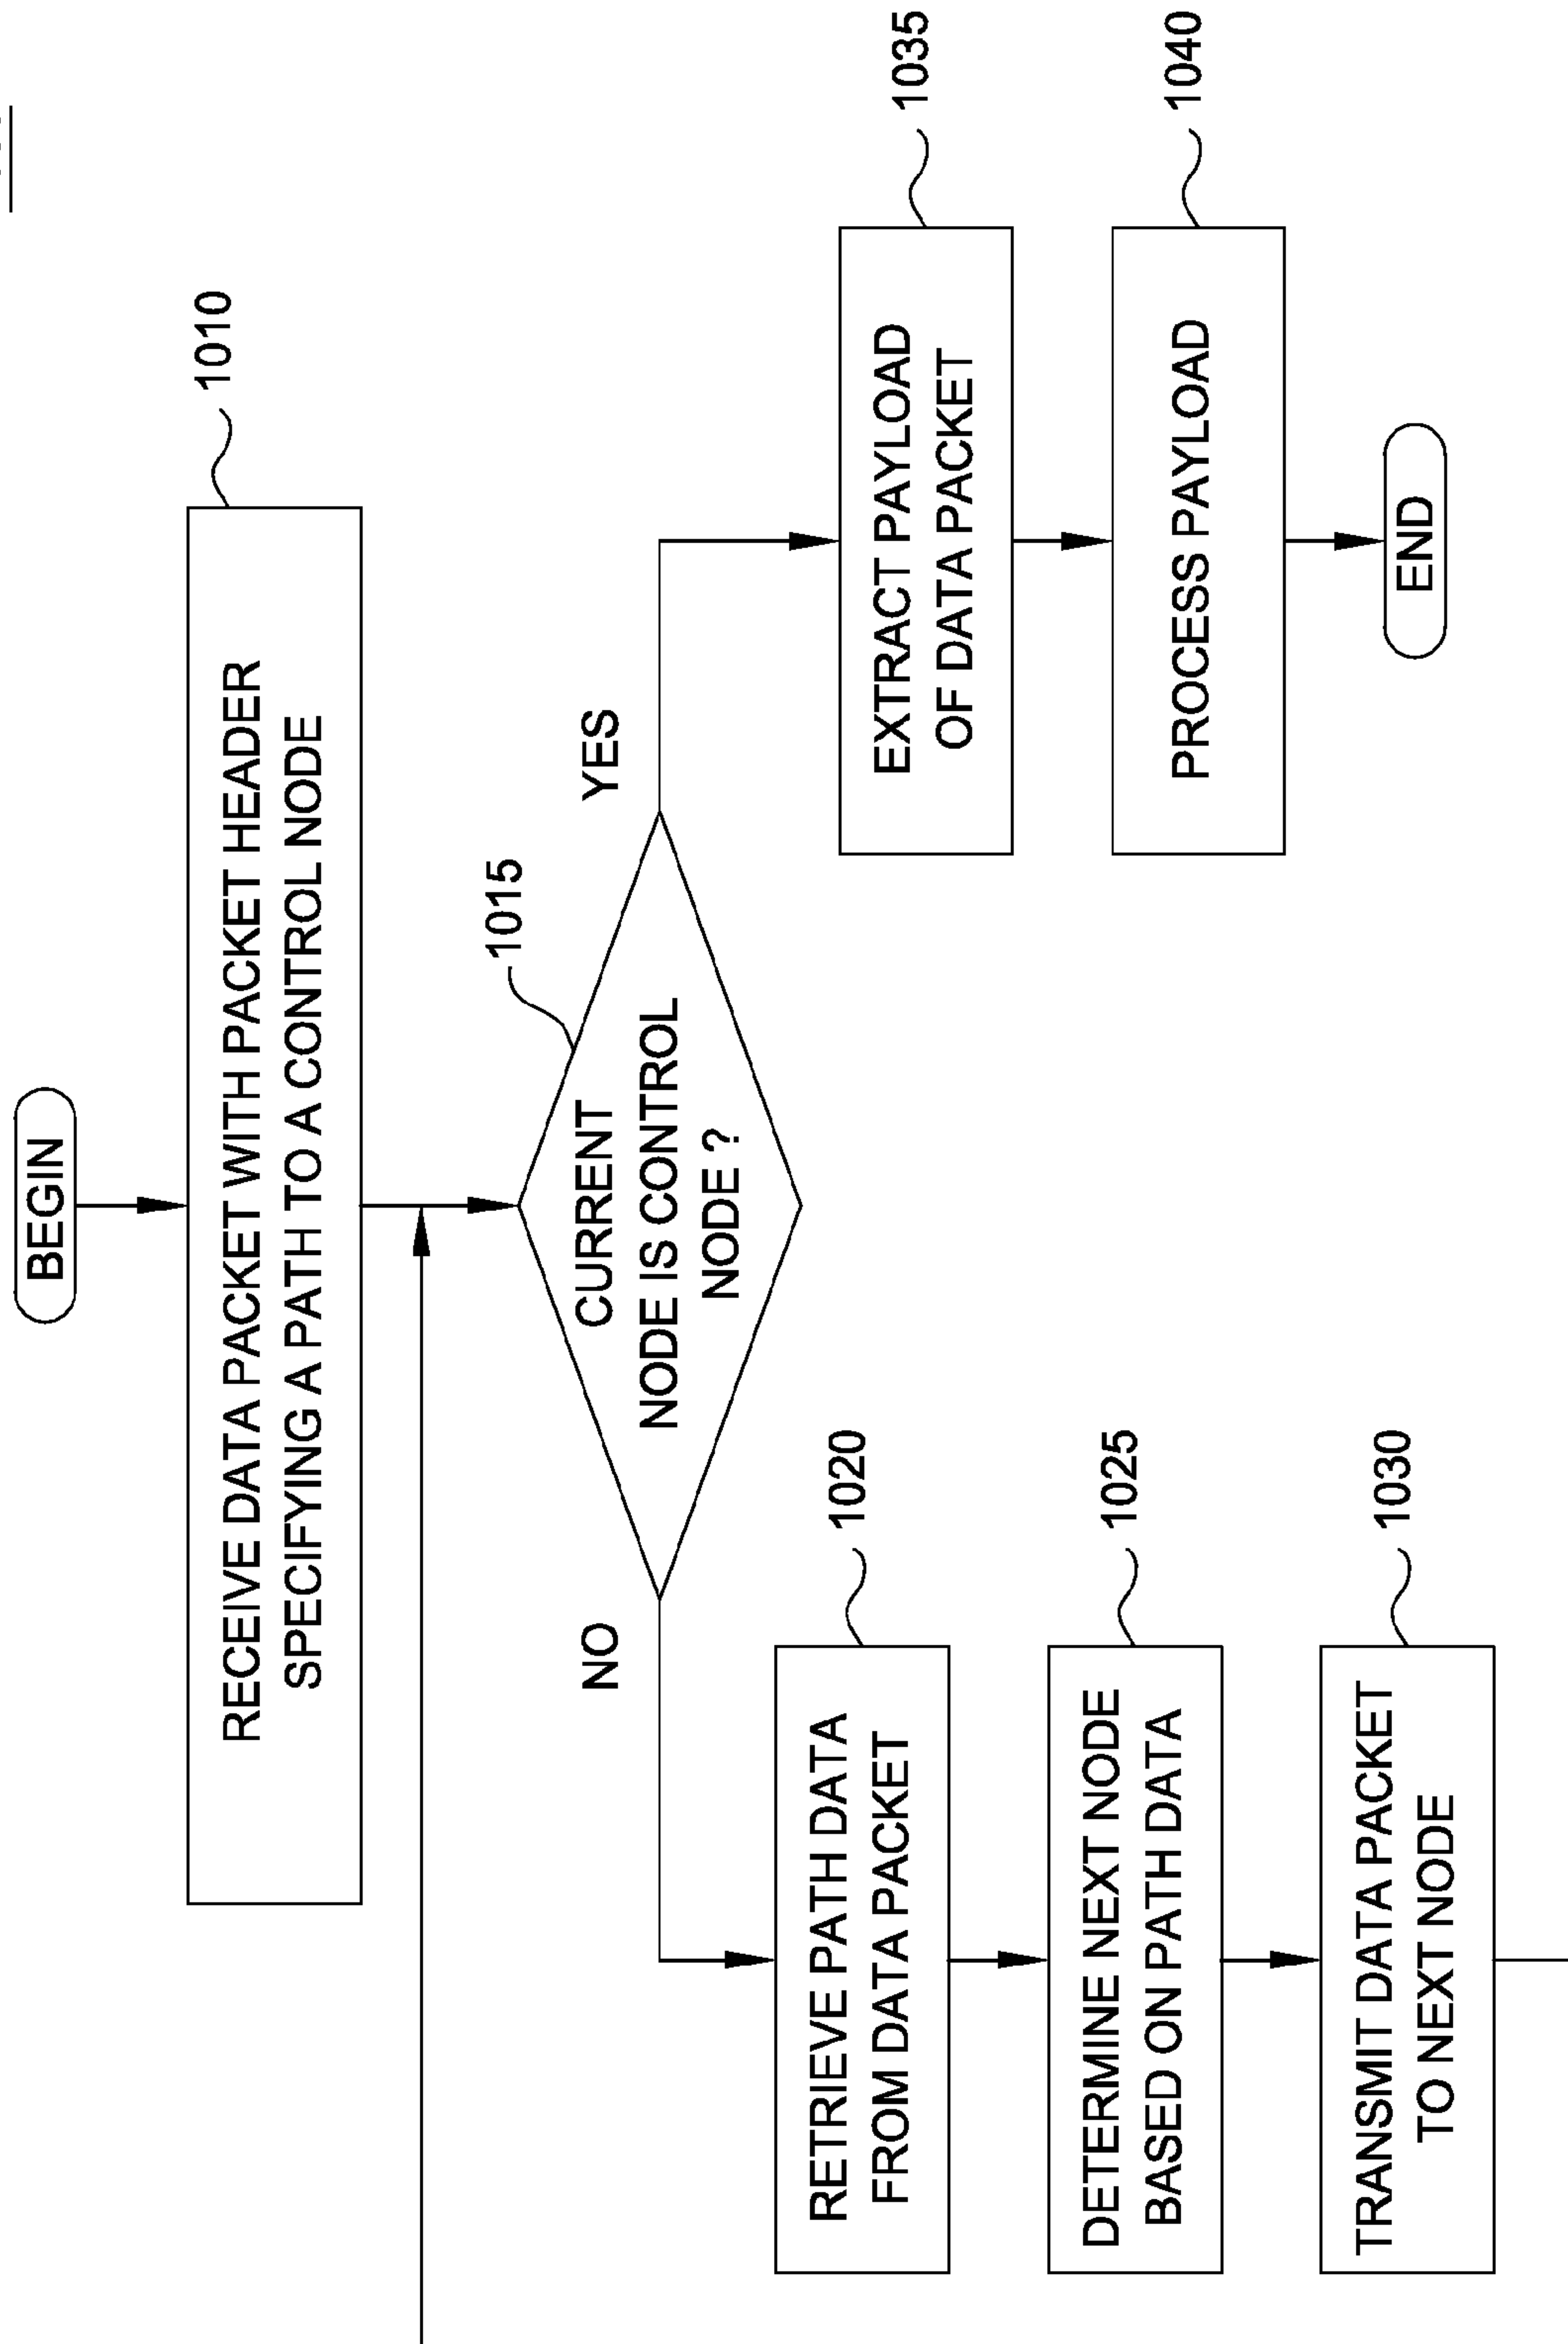 BEGIN
RECEIVE DATA PACKET WITH PACKET HEADER
SPECIFYING A PATH TO A CONTROL NODE
1010
CURRENT
NODE IS CONTROL
NODE ?
1015
NO
YES
RETRIEVE PATH DATA
FROM DATA PACKET
1020
DETERMINE NEXT NODE
BASED ON PATH DATA
1025
TRANSMIT DATA PACKET
TO NEXT NODE
1030
EXTRACT PAYLOAD
OF DATA PACKET
1035
PROCESS PAYLOAD
1040
END